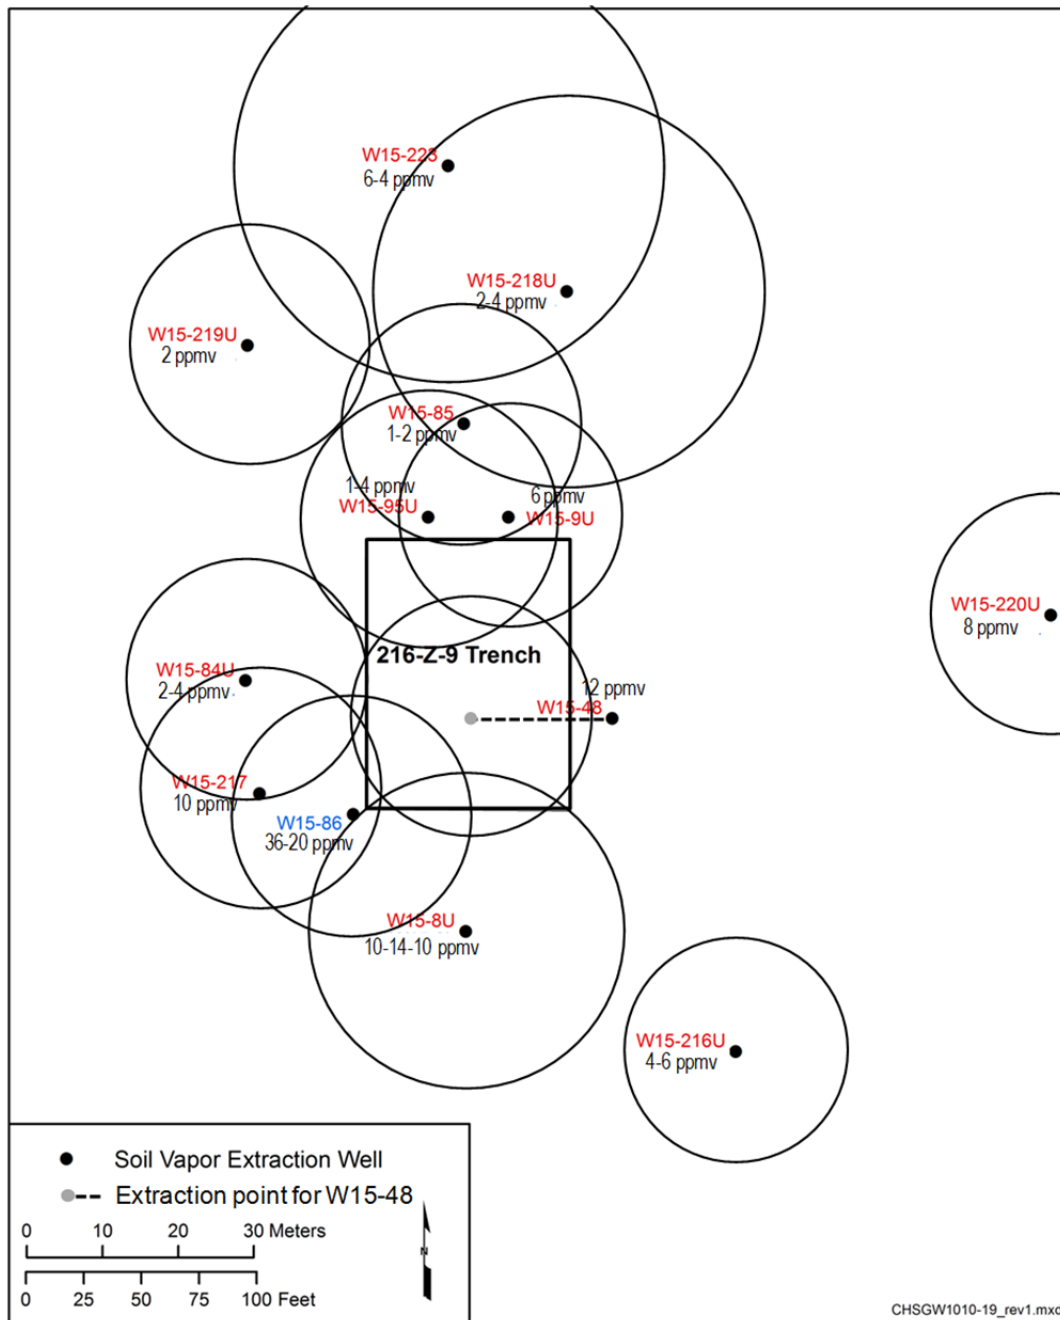 W15-223
6-4 ppmv
W15-218U
2-4 ppmv
W15-219U
2 ppmv
W15-85
1-2 ppmv
1-4 ppmv
W15-95U
6 ppmv
W15-9U
W15-220U
8 ppmv
216-Z-9 Trench
W15-84U
2-4 ppmv
12 ppmv
W15-48
W15-217
10 ppmv
W15-86
36-20 ppmv
W15-8U
10-14-10 ppmv
W15-216U
4-6 ppmv
Soil Vapor Extraction Well
Extraction point for W15-48
0 10 20 30 Meters
N
0 25 50 75 100 Feet
CHSGW1010-19_rev1.mxd